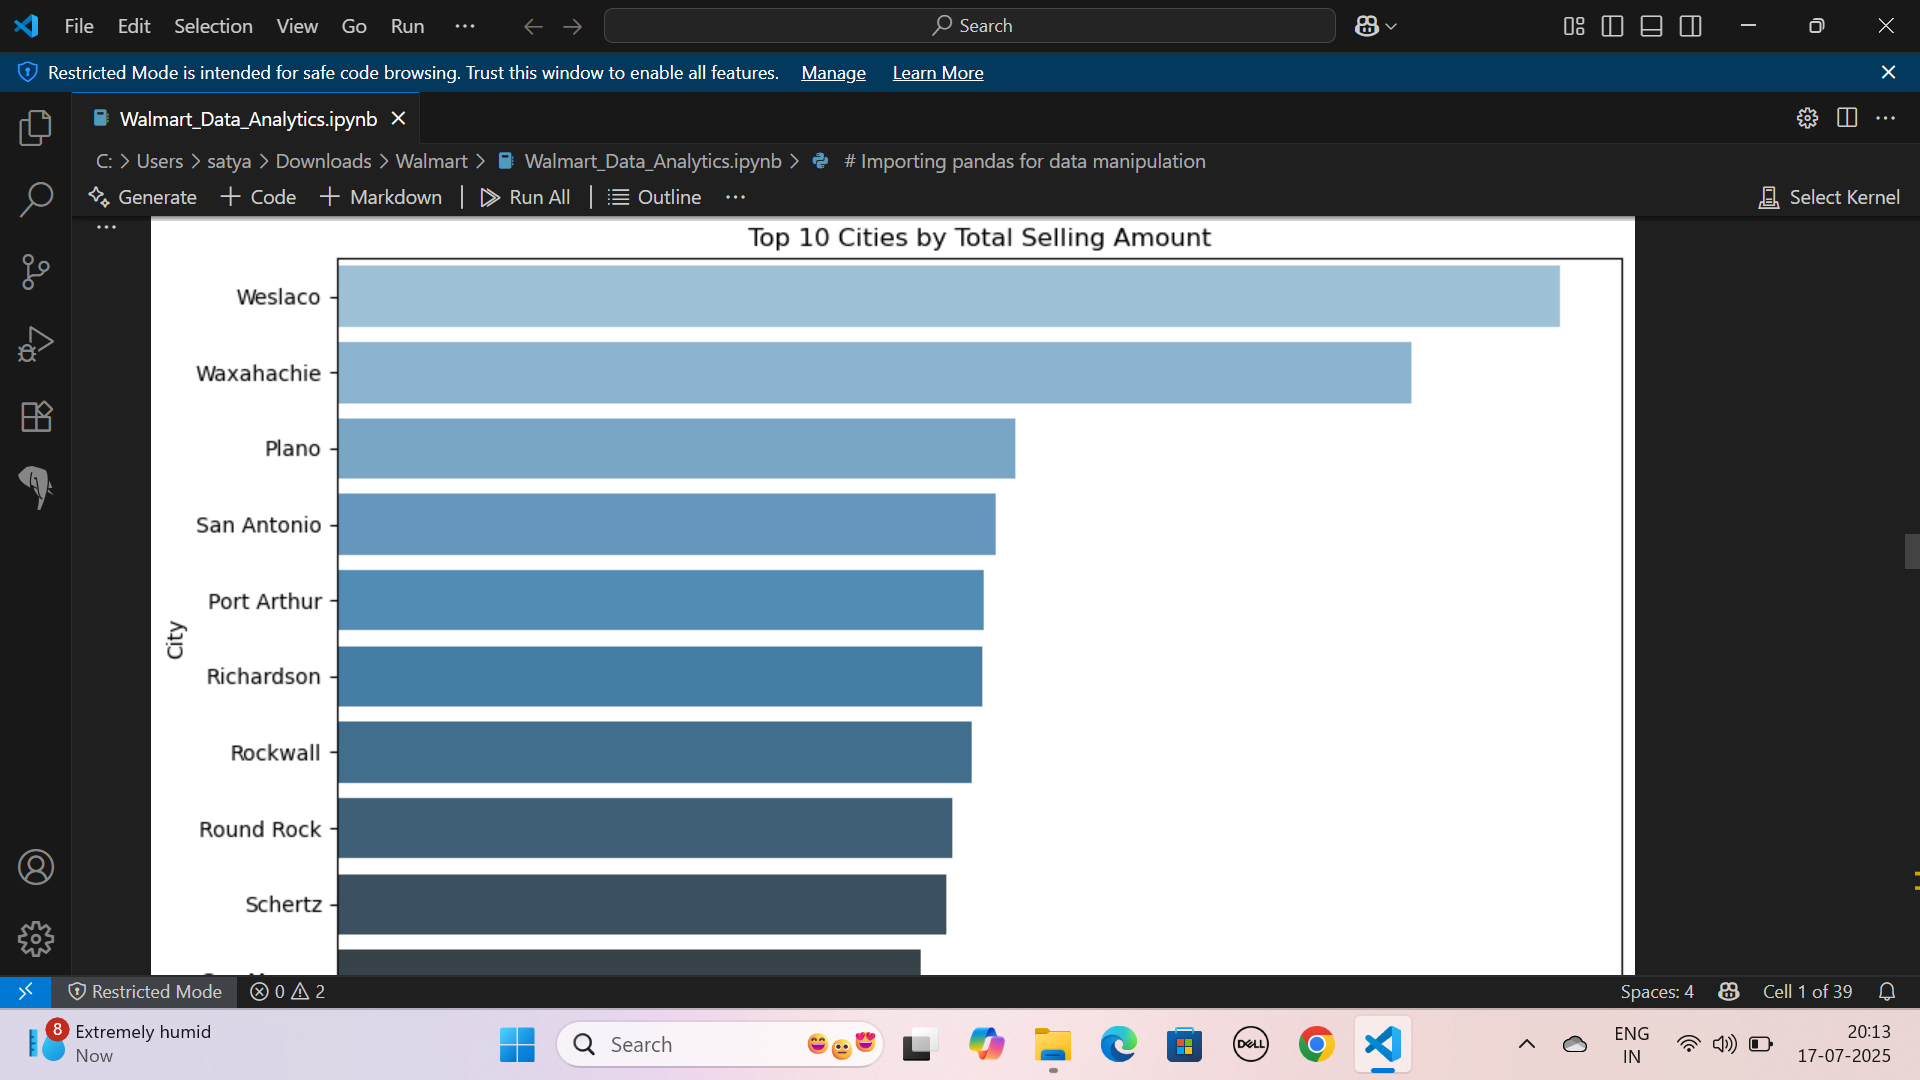 File Edit Selection View Go Run ··· Search
Restricted Mode is intended for safe code browsing. Trust this window to enable all features. Manage Learn More
Walmart_Data_Analytics.ipynb
C: > Users > satya > Downloads > Walmart > Walmart_Data_Analytics.ipynb > # Importing pandas for data manipulation
Generate + Code + Markdown Run All Outline ··· Select Kernel
Top 10 Cities by Total Selling Amount
Weslaco
Waxahachie
Plano
San Antonio
Port Arthur
Richardson
City
Rockwall
Round Rock
Schertz
Restricted Mode 0 2 Spaces: 4 Cell 1 of 39
8 Extremely humid
Now
Search
DELL
ENG
IN
20:13
17-07-2025